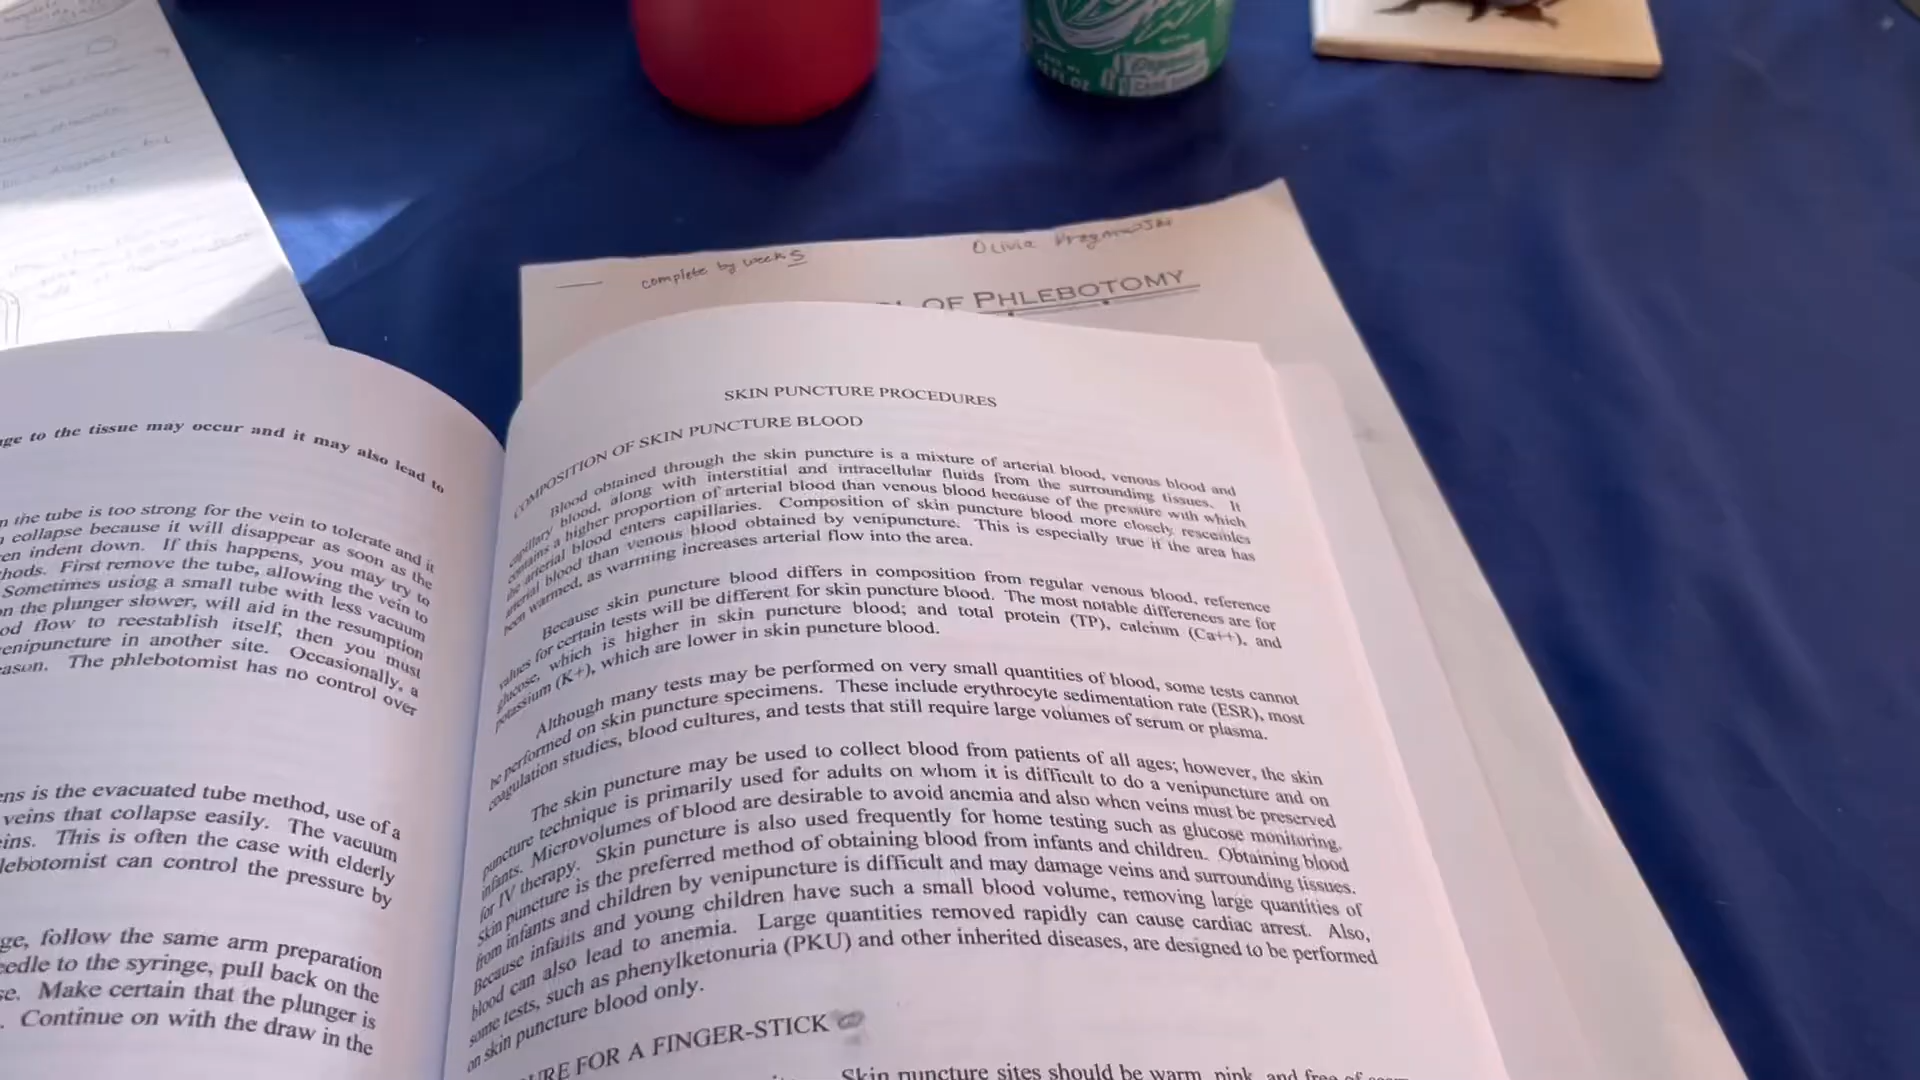 complete by week 5
Olivia
OF PHLEBOTOMY
to the tissue may occur and it may also lead to
the tube is too strong for the vein to tolerate and it
collapse because it will disappear as soon as the
indent down. If this happens, you may try to
First remove the tube, allowing the vein to
Sometimes using a small tube with less vacuum
the plunger slower, will aid in the resumption
flow to reestablish itself, then you must
in another site. Occasionally, a
The phlebotomist has no control over
is the evacuated tube method, use of a
veins that collapse easily. The vacuum
This is often the case with elderly
can control the pressure by
follow the same arm preparation
to the syringe, pull back on the
Make certain that the plunger is
Continue on with the draw in the
SKIN PUNCTURE PROCEDURES
COMPOSITION OF SKIN PUNCTURE BLOOD
Blood obtained through the skin puncture is a mixture of arterial blood, venous blood and
capillary blood, along with interstitial and intracellular fluids from the surrounding tissues. It
contains a higher proportion of arterial blood than venous blood because of the pressure with which
the arterial blood enters capillaries. Composition of skin puncture blood more closely resembles
arterial blood than venous blood obtained by venipuncture. This is especially true if the area has
been warmed, as warming increases arterial flow into the area.
Because skin puncture blood differs in composition from regular venous blood, reference
values for certain tests will be different for skin puncture blood. The most notable differences are for
glucose, which is higher in skin puncture blood; and total protein (TP), calcium (Ca++), and
potassium (K+), which are lower in skin puncture blood.
Although many tests may be performed on very small quantities of blood, some tests cannot
be performed on skin puncture specimens. These include erythrocyte sedimentation rate (ESR), most
coagulation studies, blood cultures, and tests that still require large volumes of serum or plasma.
The skin puncture may be used to collect blood from patients of all ages; however, the skin
puncture technique is primarily used for adults on whom it is difficult to do a venipuncture and on
infants. Microvolumes of blood are desirable to avoid anemia and also when veins must be preserved
for IV therapy. Skin puncture is also used frequently for home testing such as glucose monitoring.
Skin puncture is the preferred method of obtaining blood from infants and children. Obtaining blood
from infants and children by venipuncture is difficult and may damage veins and surrounding tissues.
Because infants and young children have such a small blood volume, removing large quantities of
blood can also lead to anemia. Large quantities removed rapidly can cause cardiac arrest. Also,
some tests, such as phenylketonuria (PKU) and other inherited diseases, are designed to be performed
on skin puncture blood only.
FOR A FINGER-STICK
Skin puncture sites should be warm, pink, and free of